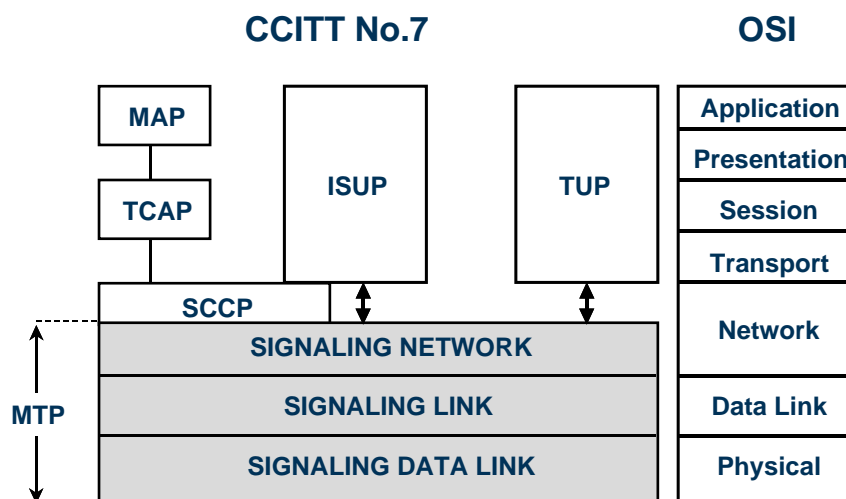 CCITT No.7
OSI
MAP
TCAP
ISUP
TUP
SCCP
SIGNALING NETWORK
SIGNALING LINK
SIGNALING DATA LINK
MTP
Application
Presentation
Session
Transport
Network
Data Link
Physical